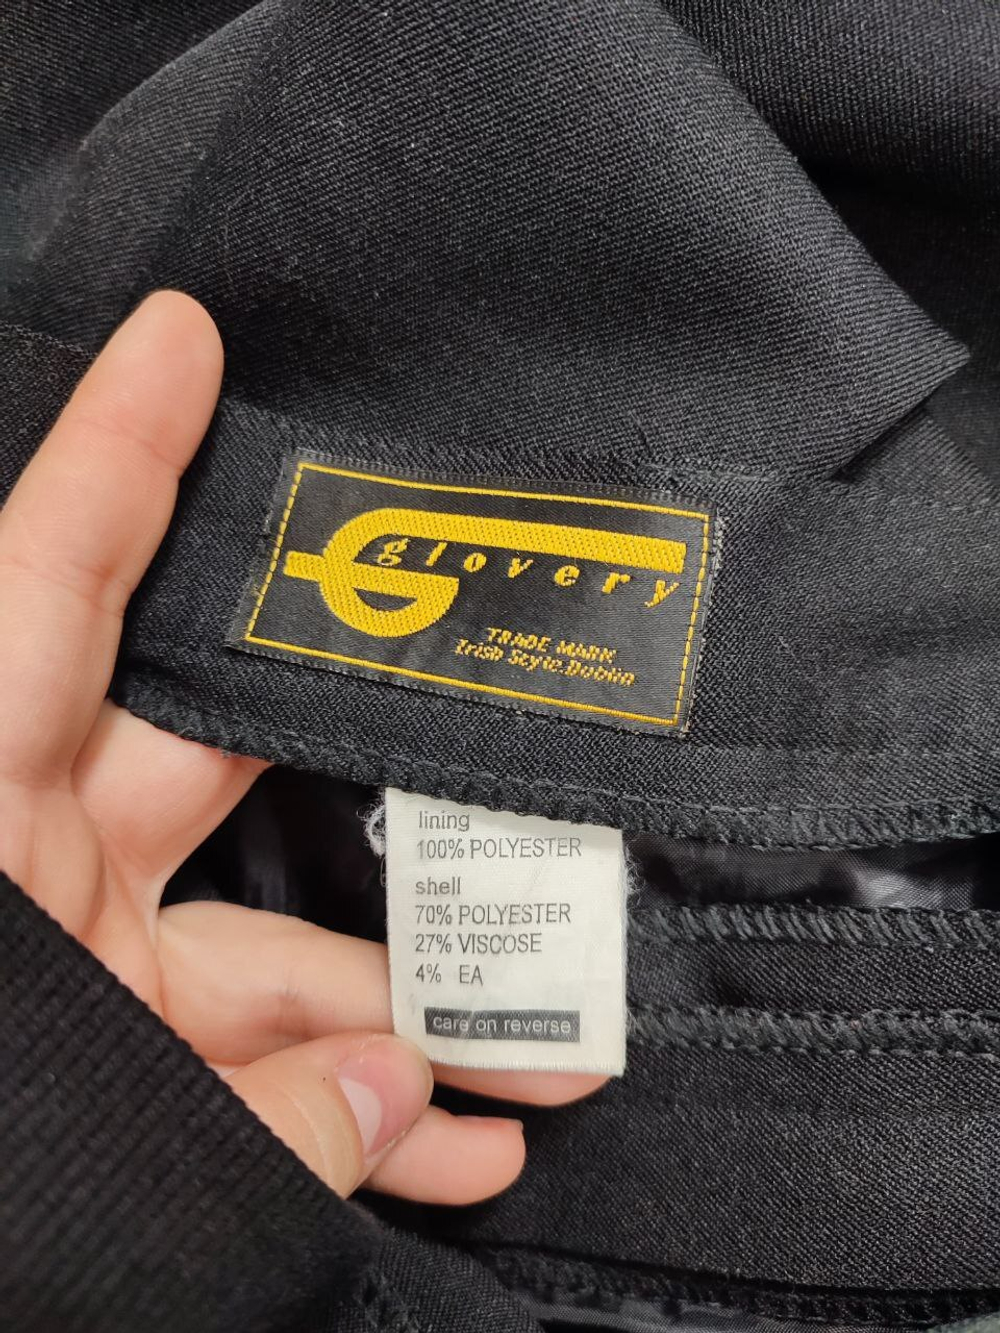 glovery
TRADE MARK
Irish Style.Dublin
lining
100% POLYESTER
shell
70% POLYESTER
27% VISCOSE
4% EA
care on reverse